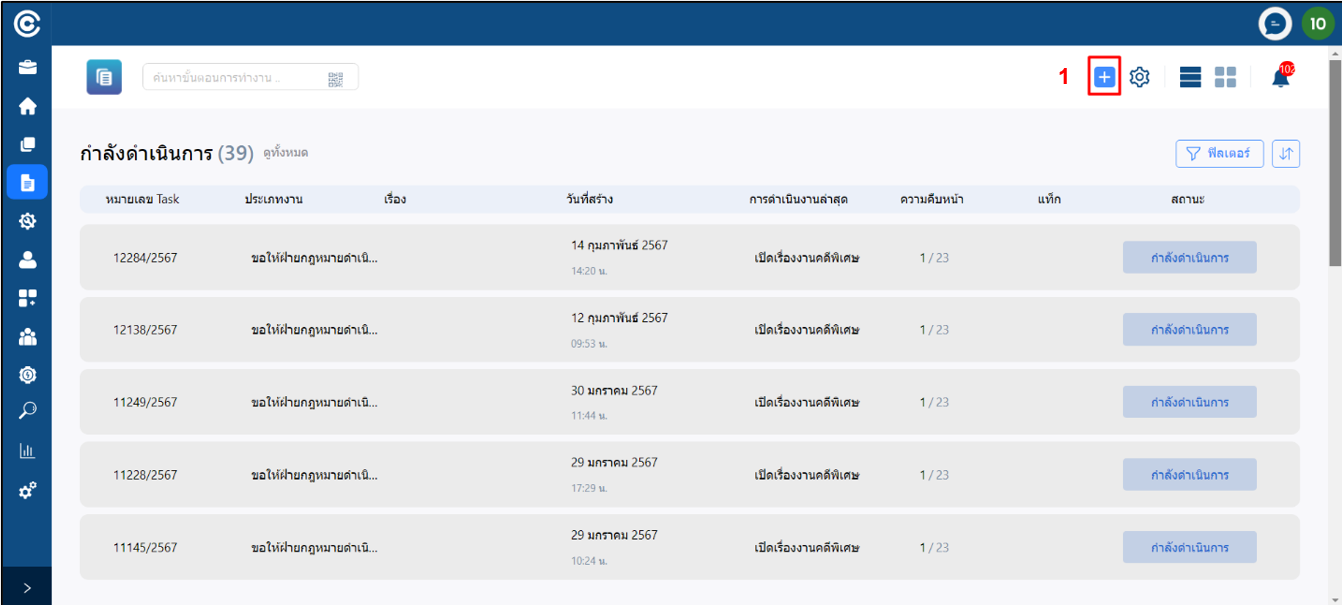 10
ค้นหาขั้นตอนการทำงาน ..
1
102
กำลังดำเนินการ (39) ดูทั้งหมด
ฟิลเตอร์
หมายเลข Task ประเภทงาน เรื่อง วันที่สร้าง การดำเนินงานล่าสุด ความคืบหน้า แท็ก สถานะ
12284/2567 ขอให้ฝ่ายกฎหมายดำเนิ... 14 กุมภาพันธ์ 2567 เปิดเรื่องงานคดีพิเศษ 1 / 23 กำลังดำเนินการ
14:20 น.
12138/2567 ขอให้ฝ่ายกฎหมายดำเนิ... 12 กุมภาพันธ์ 2567 เปิดเรื่องงานคดีพิเศษ 1 / 23 กำลังดำเนินการ
09:53 น.
11249/2567 ขอให้ฝ่ายกฎหมายดำเนิ... 30 มกราคม 2567 เปิดเรื่องงานคดีพิเศษ 1 / 23 กำลังดำเนินการ
11:44 น.
11228/2567 ขอให้ฝ่ายกฎหมายดำเนิ... 29 มกราคม 2567 เปิดเรื่องงานคดีพิเศษ 1 / 23 กำลังดำเนินการ
17:29 น.
11145/2567 ขอให้ฝ่ายกฎหมายดำเนิ... 29 มกราคม 2567 เปิดเรื่องงานคดีพิเศษ 1 / 23 กำลังดำเนินการ
10:24 น.